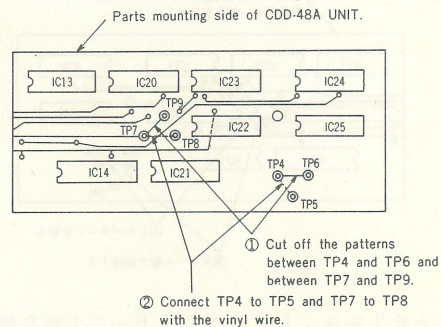 Parts mounting side of CDD-48A UNIT.
IC13
IC20
IC23
IC24
TP9
TP7
TP8
IC22
IC25
IC14
IC21
TP4
TP6
TP5
① Cut off the patterns
between TP4 and TP6 and
between TP7 and TP9.
② Connect TP4 to TP5 and TP7 to TP8
with the vinyl wire.